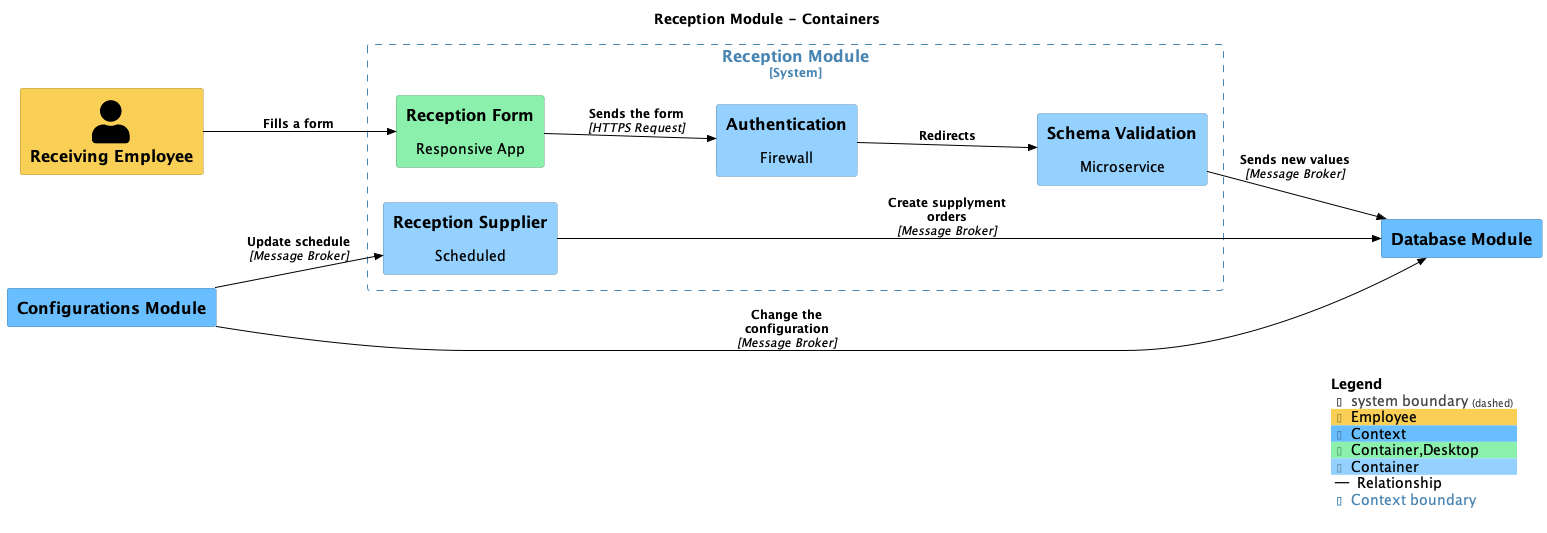 Reception Module - Containers
Reception Module
[System]
Receiving Employee
Fills a form
Reception Form
Responsive App
Sends the form
[HTTPS Request]
Authentication
Firewall
Redirects
Schema Validation
Microservice
Sends new values
[Message Broker]
Configurations Module
Update schedule
[Message Broker]
Reception Supplier
Scheduled
Create supplyment
orders
[Message Broker]
Database Module
Change the
configuration
[Message Broker]
Legend
system boundary (dashed)
Employee
Context
Container,Desktop
Container
Relationship
Context boundary